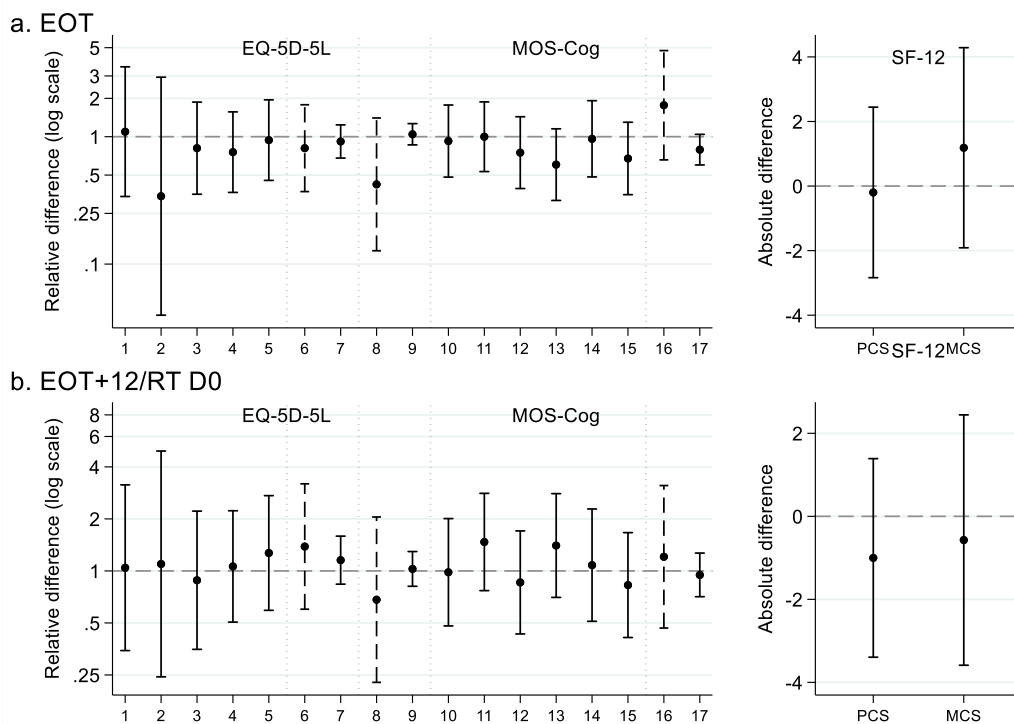 a. EOT
EQ-5D-5L
MOS-Cog
Relative difference (log scale)
5
3
2
1
.5
.25
.1
1 2 3 4 5 6 7 8 9 10 11 12 13 14 15 16 17
SF-12
Absolute difference
4
2
0
-2
-4
PCS SF-12 MCS
b. EOT+12/RT D0
EQ-5D-5L
MOS-Cog
Relative difference (log scale)
8
6
4
2
1
.5
.25
1 2 3 4 5 6 7 8 9 10 11 12 13 14 15 16 17
Absolute difference
2
0
-2
-4
PCS MCS